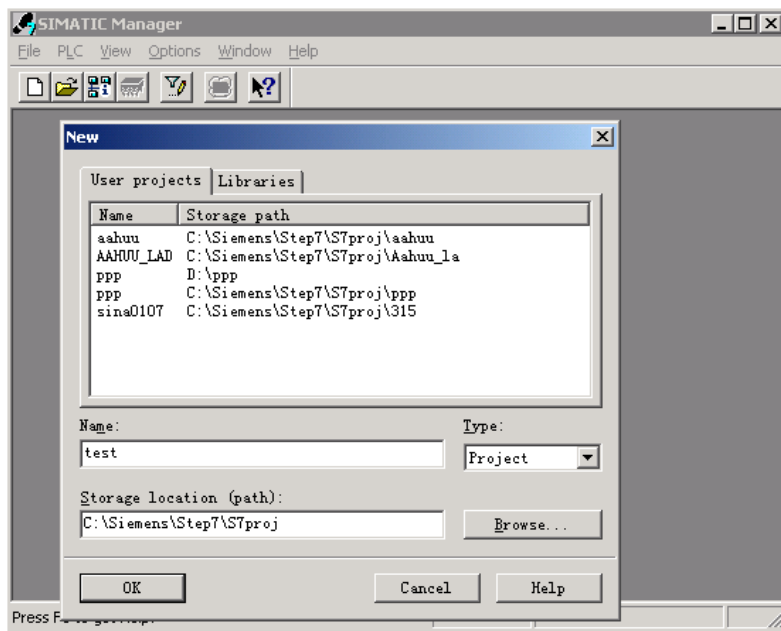 SIMATIC Manager
File PLC View Options Window Help
New
User projects Libraries
Name Storage path
aahuu C:\Siemens\Step7\S7proj\aahuu
AAHUU_LAD C:\Siemens\Step7\S7proj\Aahuu_la
ppp D:\ppp
ppp C:\Siemens\Step7\S7proj\ppp
sina0107 C:\Siemens\Step7\S7proj\315
Name: Type:
test Project
Storage location (path):
C:\Siemens\Step7\S7proj Browse...
OK Cancel Help
Press